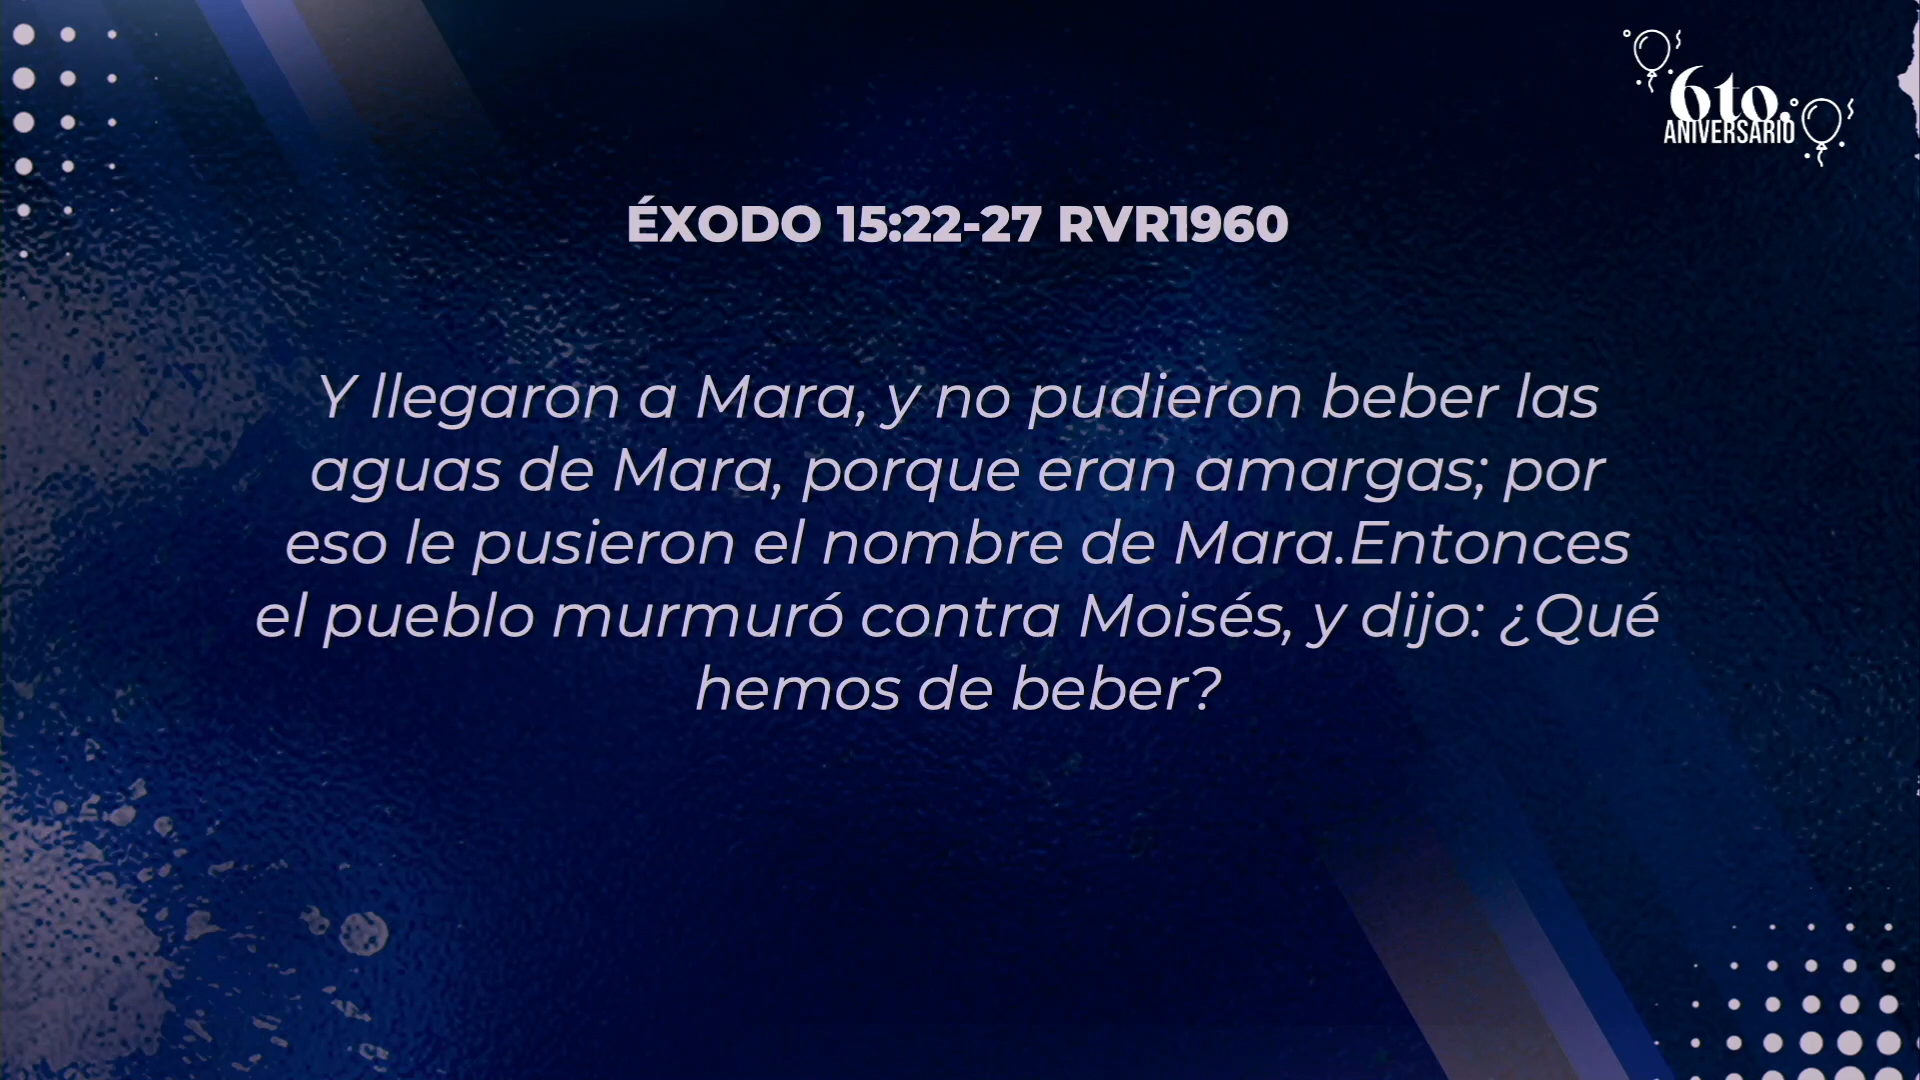 6to.
ANIVERSARIO
ÉXODO 15:22-27 RVR1960
Y llegaron a Mara, y no pudieron beber las
aguas de Mara, porque eran amargas; por
eso le pusieron el nombre de Mara.Entonces
el pueblo murmuró contra Moisés, y dijo: ¿Qué
hemos de beber?